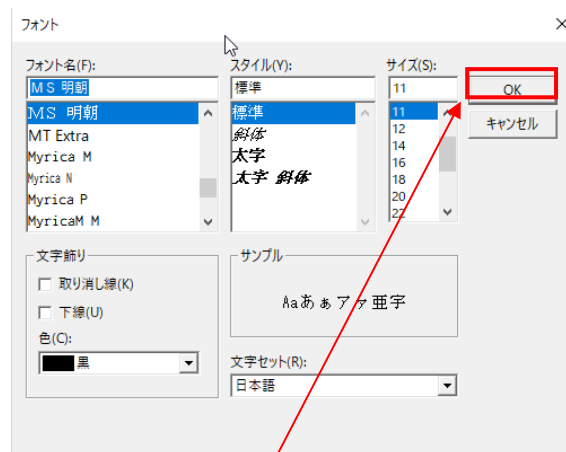 フォント
フォント名(F):
ＭＳ 明朝
ＭＳ 明朝
MT Extra
Myrica M
Myrica N
Myrica P
MyricaM M
スタイル(Y):
標準
標準
斜体
太字
太字 斜体
サイズ(S):
11
11
12
14
16
18
20
22
OK
キャンセル
文字飾り
取り消し線(K)
下線(U)
色(C):
黒
サンプル
Aaあぁアァ亜宇
文字セット(R):
日本語